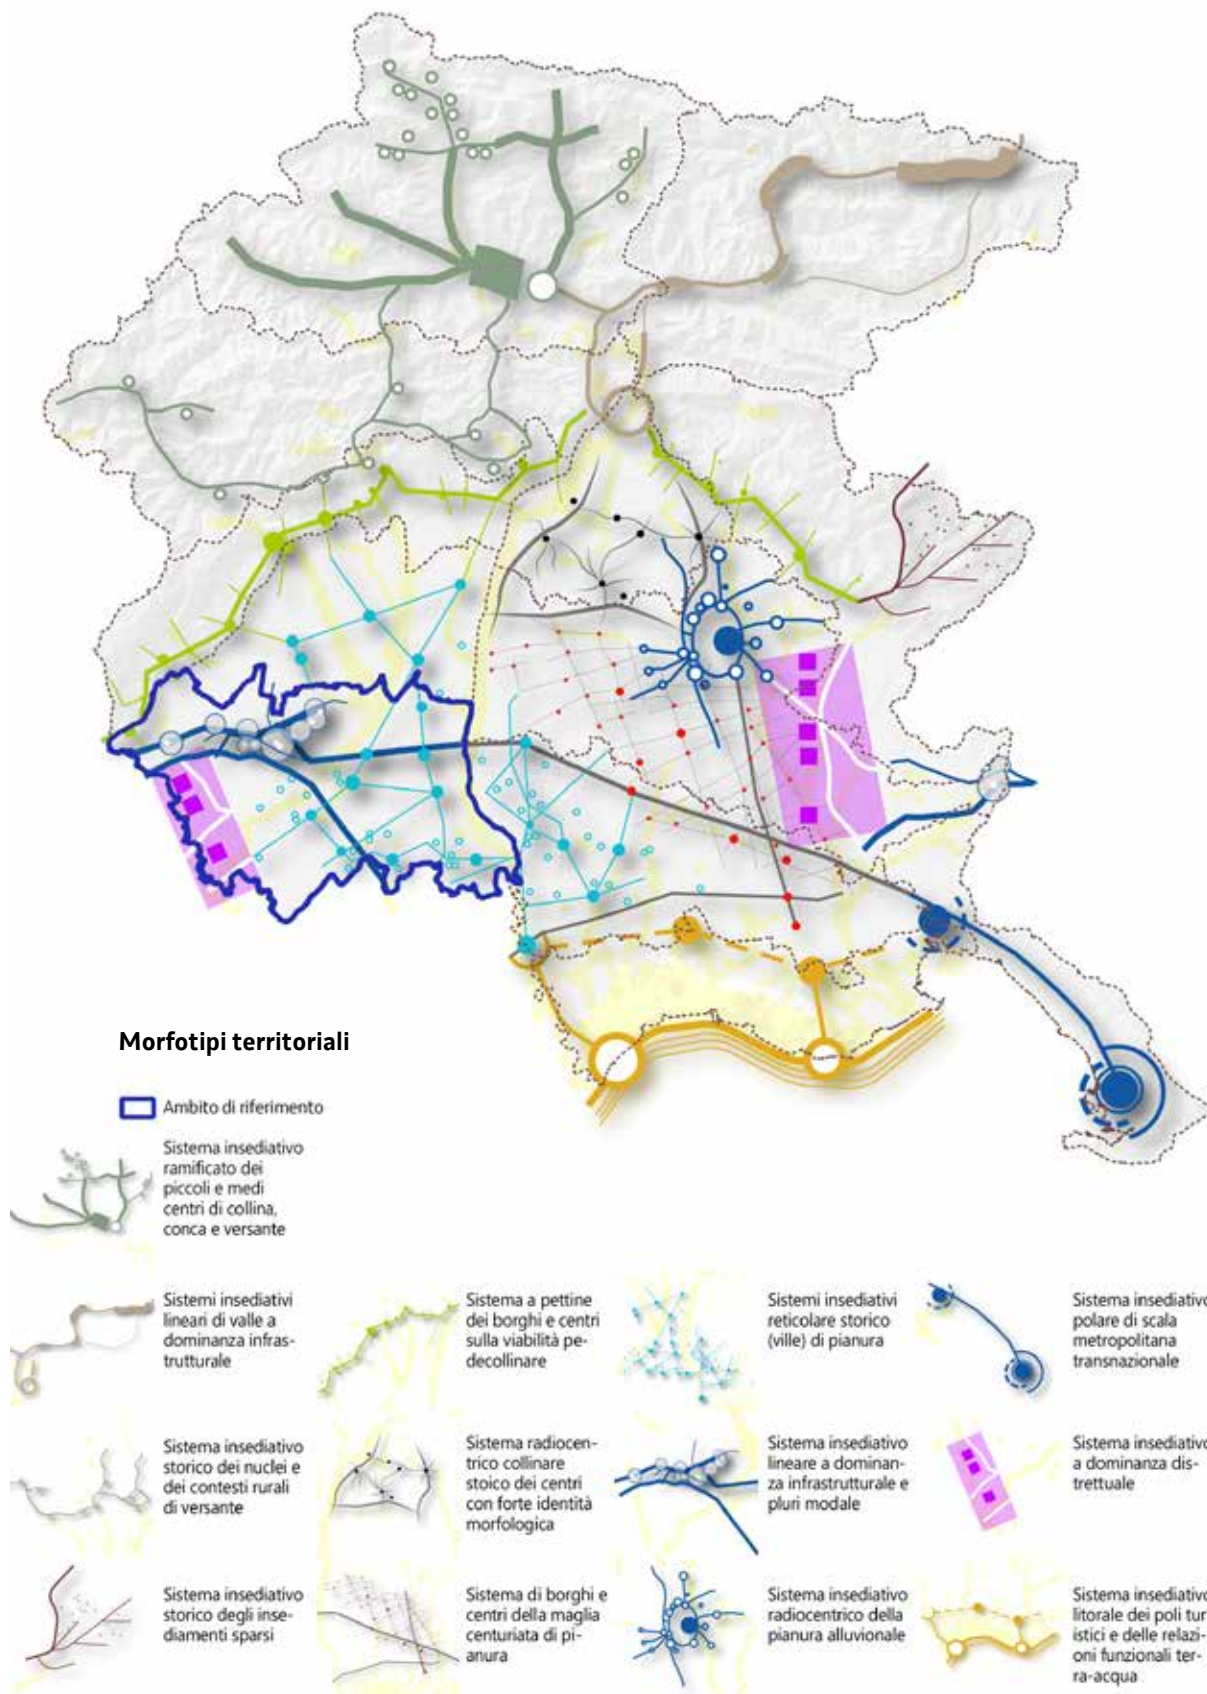 Morfotipi territoriali
Ambito di riferimento
Sistema insediativo
ramificato dei
piccoli e medi
centri di collina,
conca e versante
Sistemi insediativi
lineari di valle a
dominanza infras-
trutturale
Sistema a pettine
dei borghi e centri
sulla viabilità pe-
decollinare
Sistemi insediativi
reticolare storico
(ville) di pianura
Sistema insediativo
polare di scala
metropolitana
transnazionale
Sistema insediativo
storico dei nuclei e
dei contesti rurali
di versante
Sistema radiocen-
trico collinare
stoico dei centri
con forte identità
morfologica
Sistema insediativo
lineare a dominan-
za infrastrutturale e
pluri modale
Sistema insediativo
a dominanza dis-
trettuale
Sistema insediativo
storico degli inse-
diamenti sparsi
Sistema di borghi e
centri della maglia
centuriata di pi-
anura
Sistema insediativo
radiocentrico della
pianura alluvionale
Sistema insediativo
litorale dei poli tur-
istici e delle relazi-
oni funzionali ter-
ra-acqua